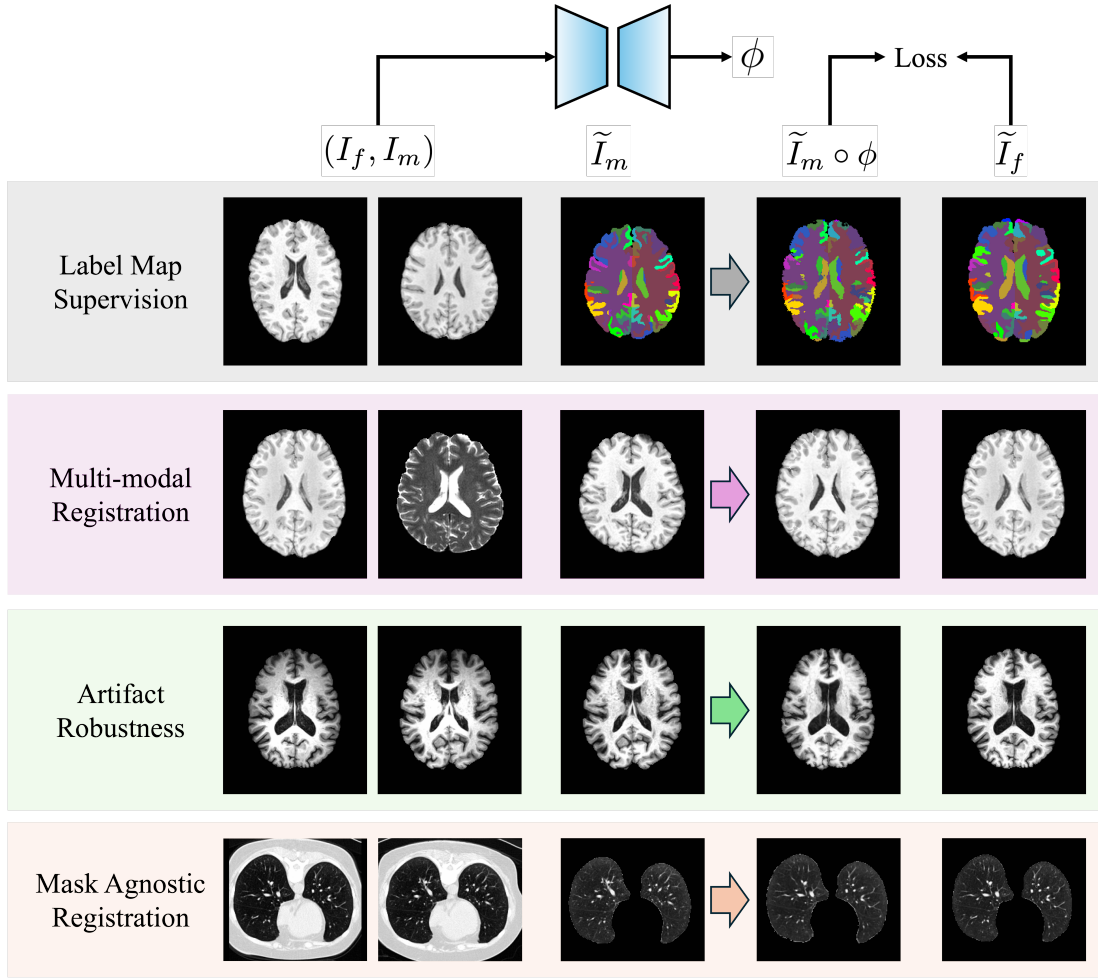 ϕ
Loss
(I_f, I_m)
Ĩ_m
Ĩ_m ∘ ϕ
Ĩ_f
Label Map
Supervision
Multi-modal
Registration
Artifact
Robustness
Mask Agnostic
Registration